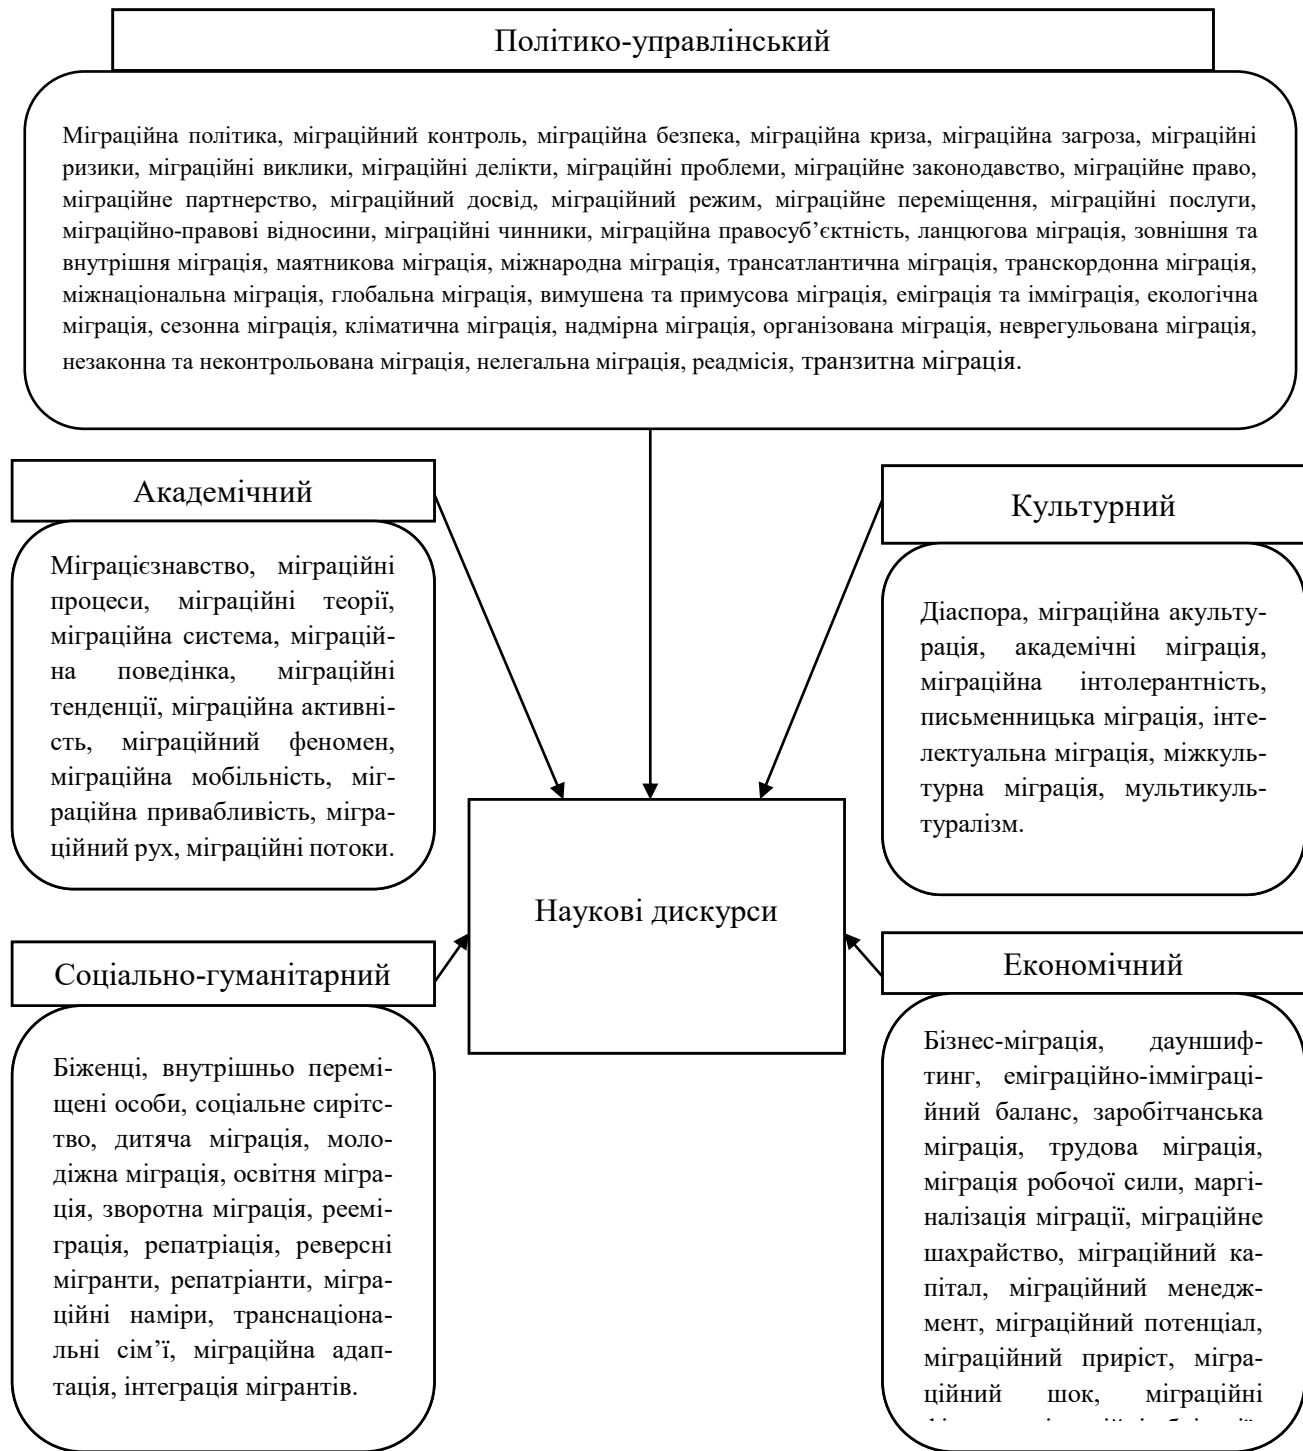 Політико-управлінський
Міграційна політика, міграційний контроль, міграційна безпека, міграційна криза, міграційна загроза, міграційні
ризики, міграційні виклики, міграційні делікти, міграційні проблеми, міграційне законодавство, міграційне право,
міграційне партнерство, міграційний досвід, міграційний режим, міграційне переміщення, міграційні послуги,
міграційно-правові відносини, міграційні чинники, міграційна правосуб’єктність, ланцюгова міграція, зовнішня та
внутрішня міграція, маятникова міграція, міжнародна міграція, трансатлантична міграція, транскордонна міграція,
міжнаціональна міграція, глобальна міграція, вимушена та примусова міграція, еміграція та імміграція, екологічна
міграція, сезонна міграція, кліматична міграція, надмірна міграція, організована міграція, неврегульована міграція,
незаконна та неконтрольована міграція, нелегальна міграція, реадмісія, транзитна міграція.
Академічний
Міграцієзнавство, міграційні
процеси, міграційні теорії,
міграційна система, міграцій-
на поведінка, міграційні
тенденції, міграційна активні-
сть, міграційний феномен,
міграційна мобільність, міг-
раційна привабливість, мігра-
ційний рух, міграційні потоки.
Культурний
Діаспора, міграційна акульту-
рація, академічні міграція,
міграційна інтолерантність,
письменницька міграція, інте-
лектуальна міграція, міжкуль-
турна міграція, мультикуль-
туралізм.
Наукові дискурси
Соціально-гуманітарний
Біженці, внутрішньо перемі-
щені особи, соціальне сирітс-
тво, дитяча міграція, моло-
діжна міграція, освітня мігра-
ція, зворотна міграція, рееміг-
рація, репатріація, реверсні
мігранти, репатріанти, мігра-
ційні наміри, транснаціона-
льні сім’ї, міграційна адап-
тація, інтеграція мігрантів.
Економічний
Бізнес-міграція, дауншиф-
тинг, еміграційно-імміграці-
йний баланс, заробітчанська
міграція, трудова міграція,
міграція робочої сили, маргі-
налізація міграції, міграційне
шахрайство, міграційний ка-
пітал, міграційний менедж-
мент, міграційний потенціал,
міграційний приріст, мігра-
ційний шок, міграційні